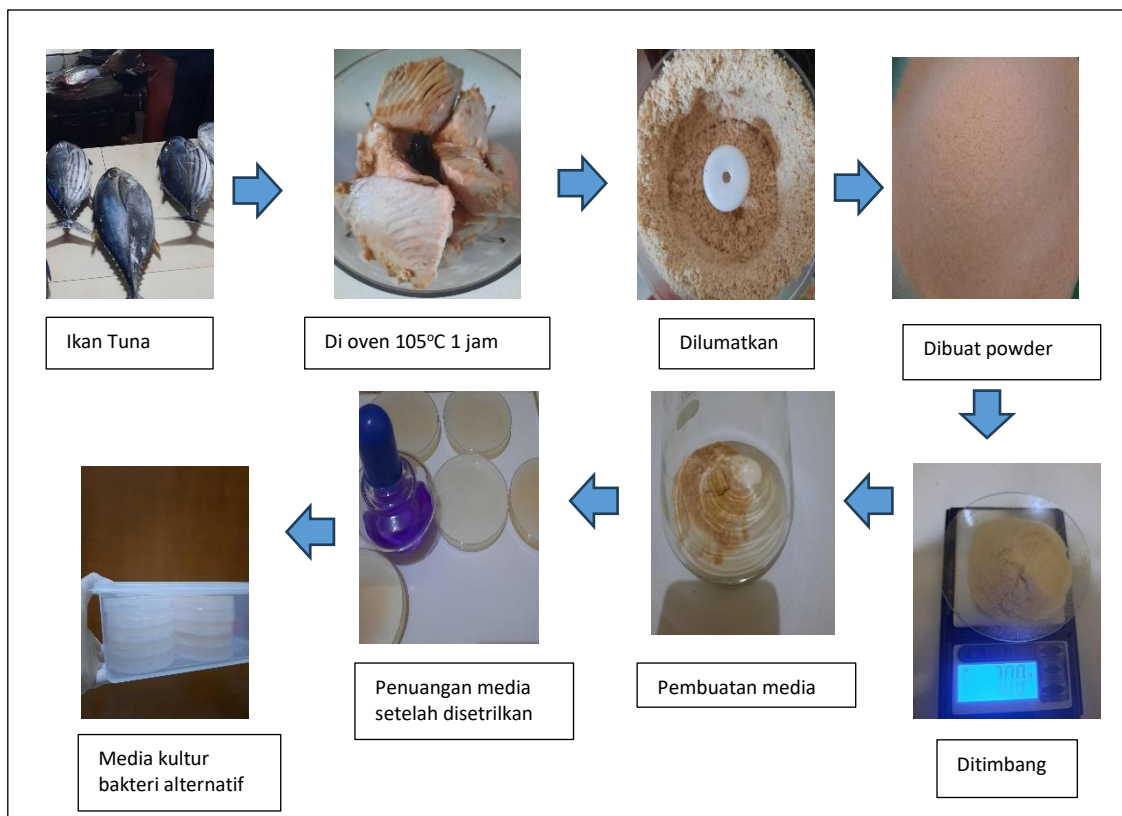 Ikan Tuna
Di oven 105°C 1 jam
Dilumatkan
Dibuat powder
Ditimbang
Pembuatan media
Penuangan media
setelah disetrilkan
Media kultur
bakteri alternatif